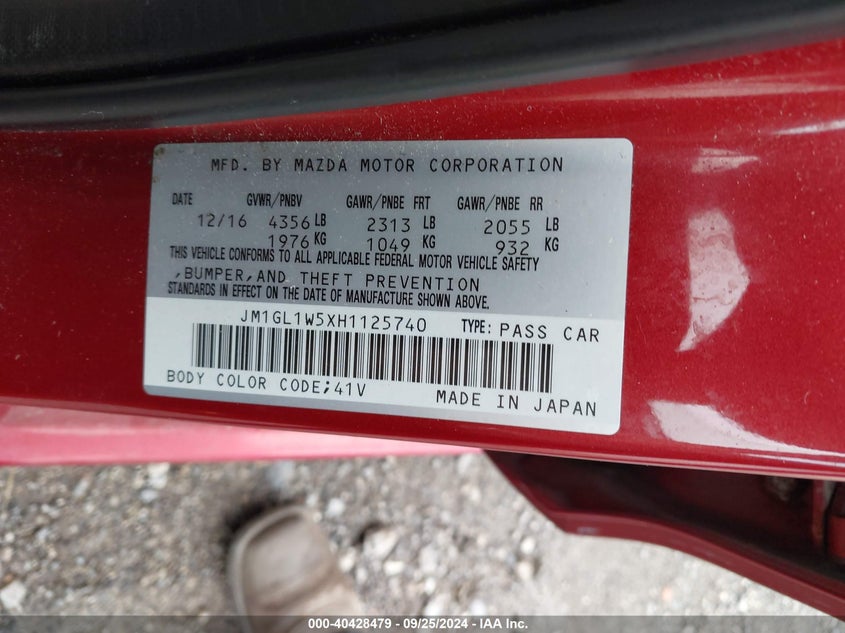 MFD. BY MAZDA MOTOR CORPORATION
DATE GVWR/PNBV GAWR/PNBE FRT GAWR/PNBE RR
12/16 4356 LB 2313 LB 2055 LB
1976 KG 1049 KG 932 KG
THIS VEHICLE CONFORMS TO ALL APPLICABLE FEDERAL MOTOR VEHICLE SAFETY
,BUMPER,AND THEFT PREVENTION
STANDARDS IN EFFECT ON THE DATE OF MANUFACTURE SHOWN ABOVE.
JM1GL1W5XH1125740 TYPE: PASS CAR
BODY COLOR CODE;41V MADE IN JAPAN
000-40428479 - 09/25/2024 - IAA Inc.